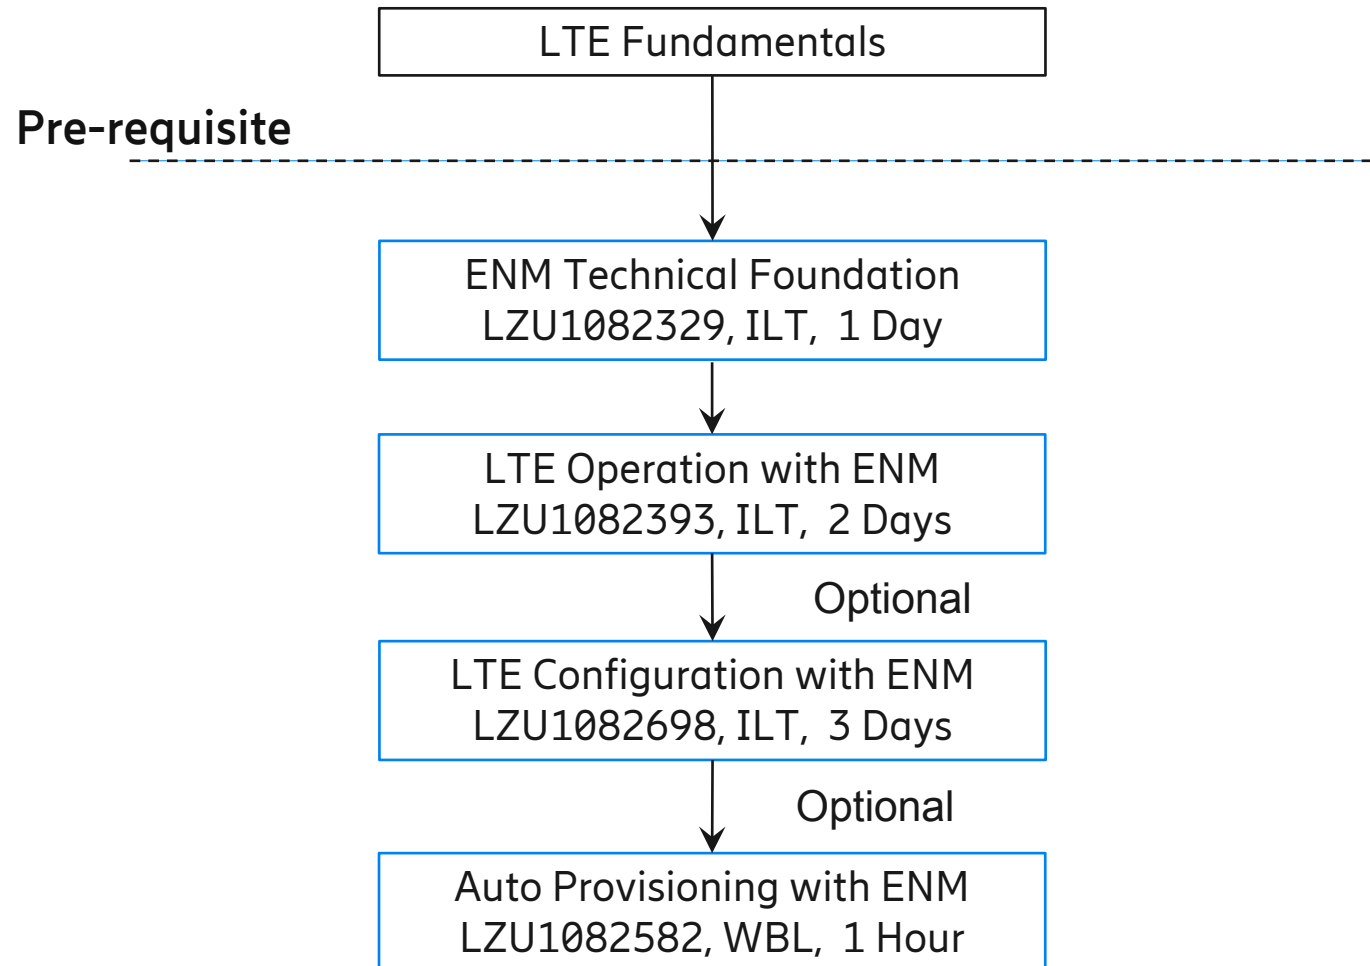 LTE Fundamentals
Pre-requisite
ENM Technical Foundation
LZU1082329, ILT, 1 Day
LTE Operation with ENM
LZU1082393, ILT, 2 Days
Optional
LTE Configuration with ENM
LZU1082698, ILT, 3 Days
Optional
Auto Provisioning with ENM
LZU1082582, WBL, 1 Hour